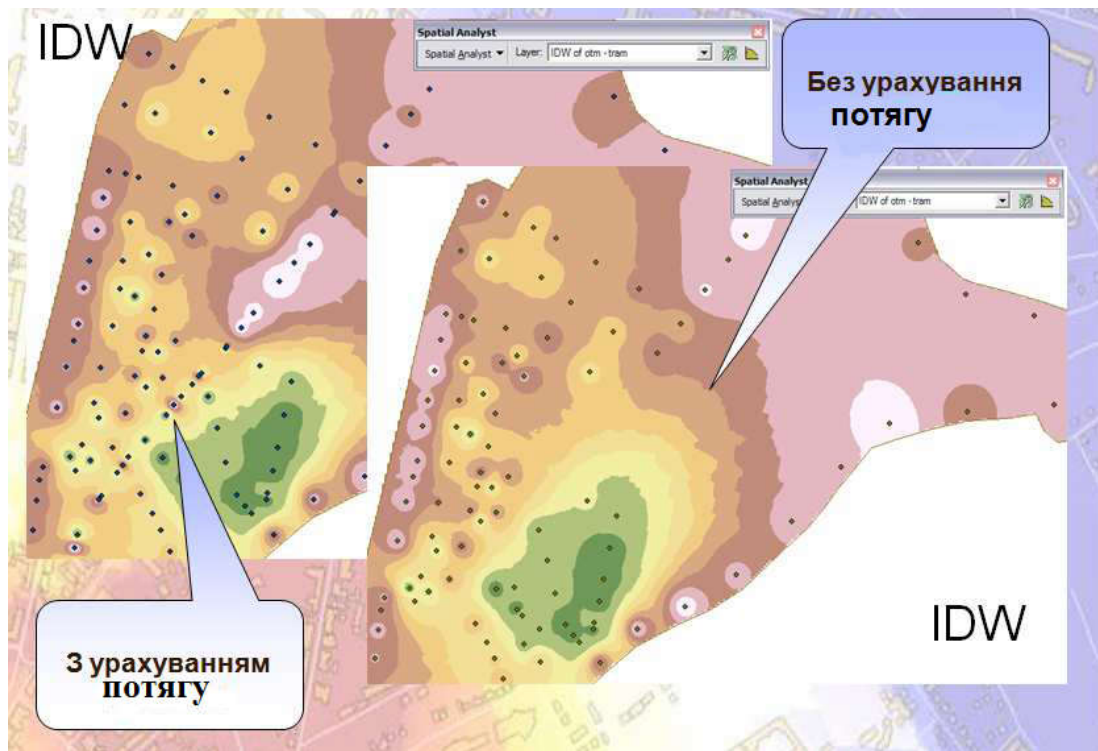 IDW
Spatial Analyst
Spatial Analyst Layer: IDW of otm - tram
Без урахування
потягу
Spatial Analyst
Spatial IDW of otm - tram
З урахуванням
потягу
IDW